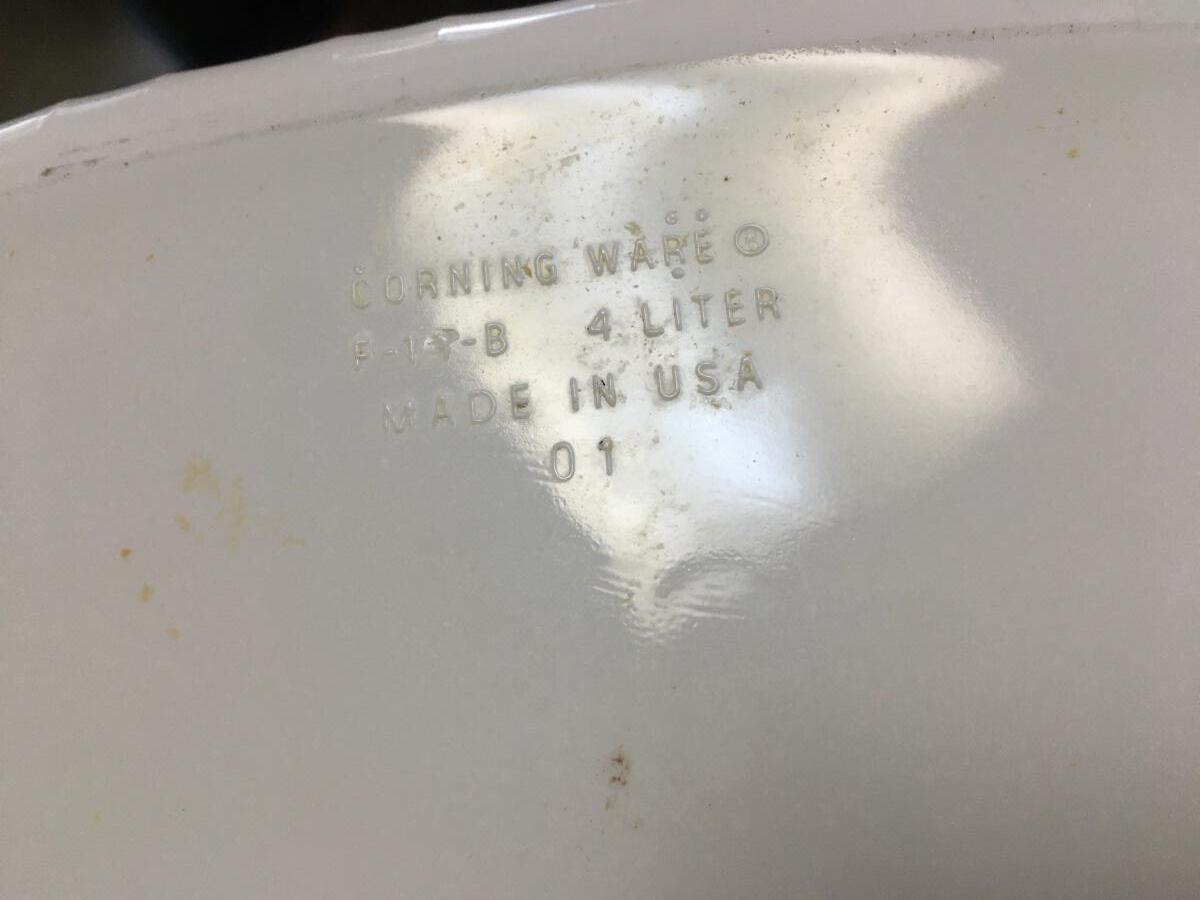 CORNING WARE ®
4 LITER
MADE IN USA
01